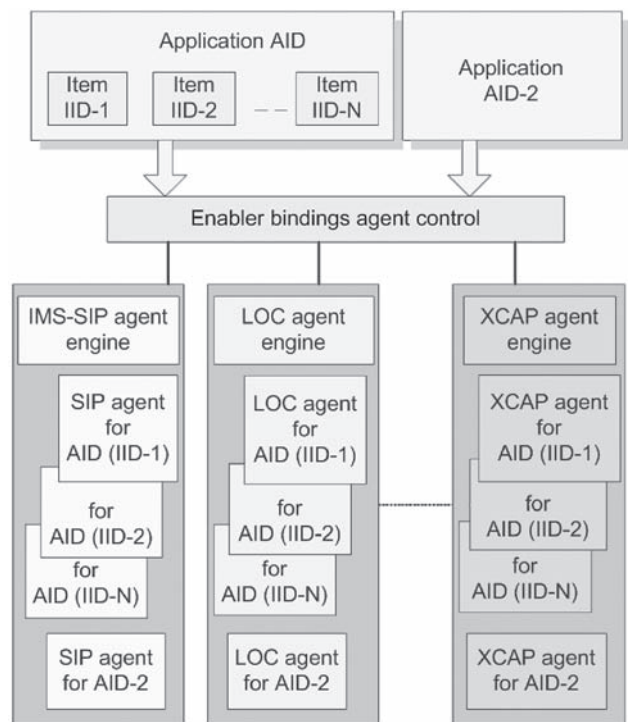 Application AID
Item
IID-1
Item
IID-2
Item
IID-N
Application
AID-2
Enabler bindings agent control
IMS-SIP agent
engine
SIP agent
for
AID (IID-1)
for
AID (IID-2)
for
AID (IID-N)
SIP agent
for AID-2
LOC agent
engine
LOC agent
for
AID (IID-1)
for
AID (IID-2)
for
AID (IID-N)
LOC agent
for AID-2
XCAP agent
engine
XCAP agent
for
AID (IID-1)
for
AID (IID-2)
for
AID (IID-N)
XCAP agent
for AID-2